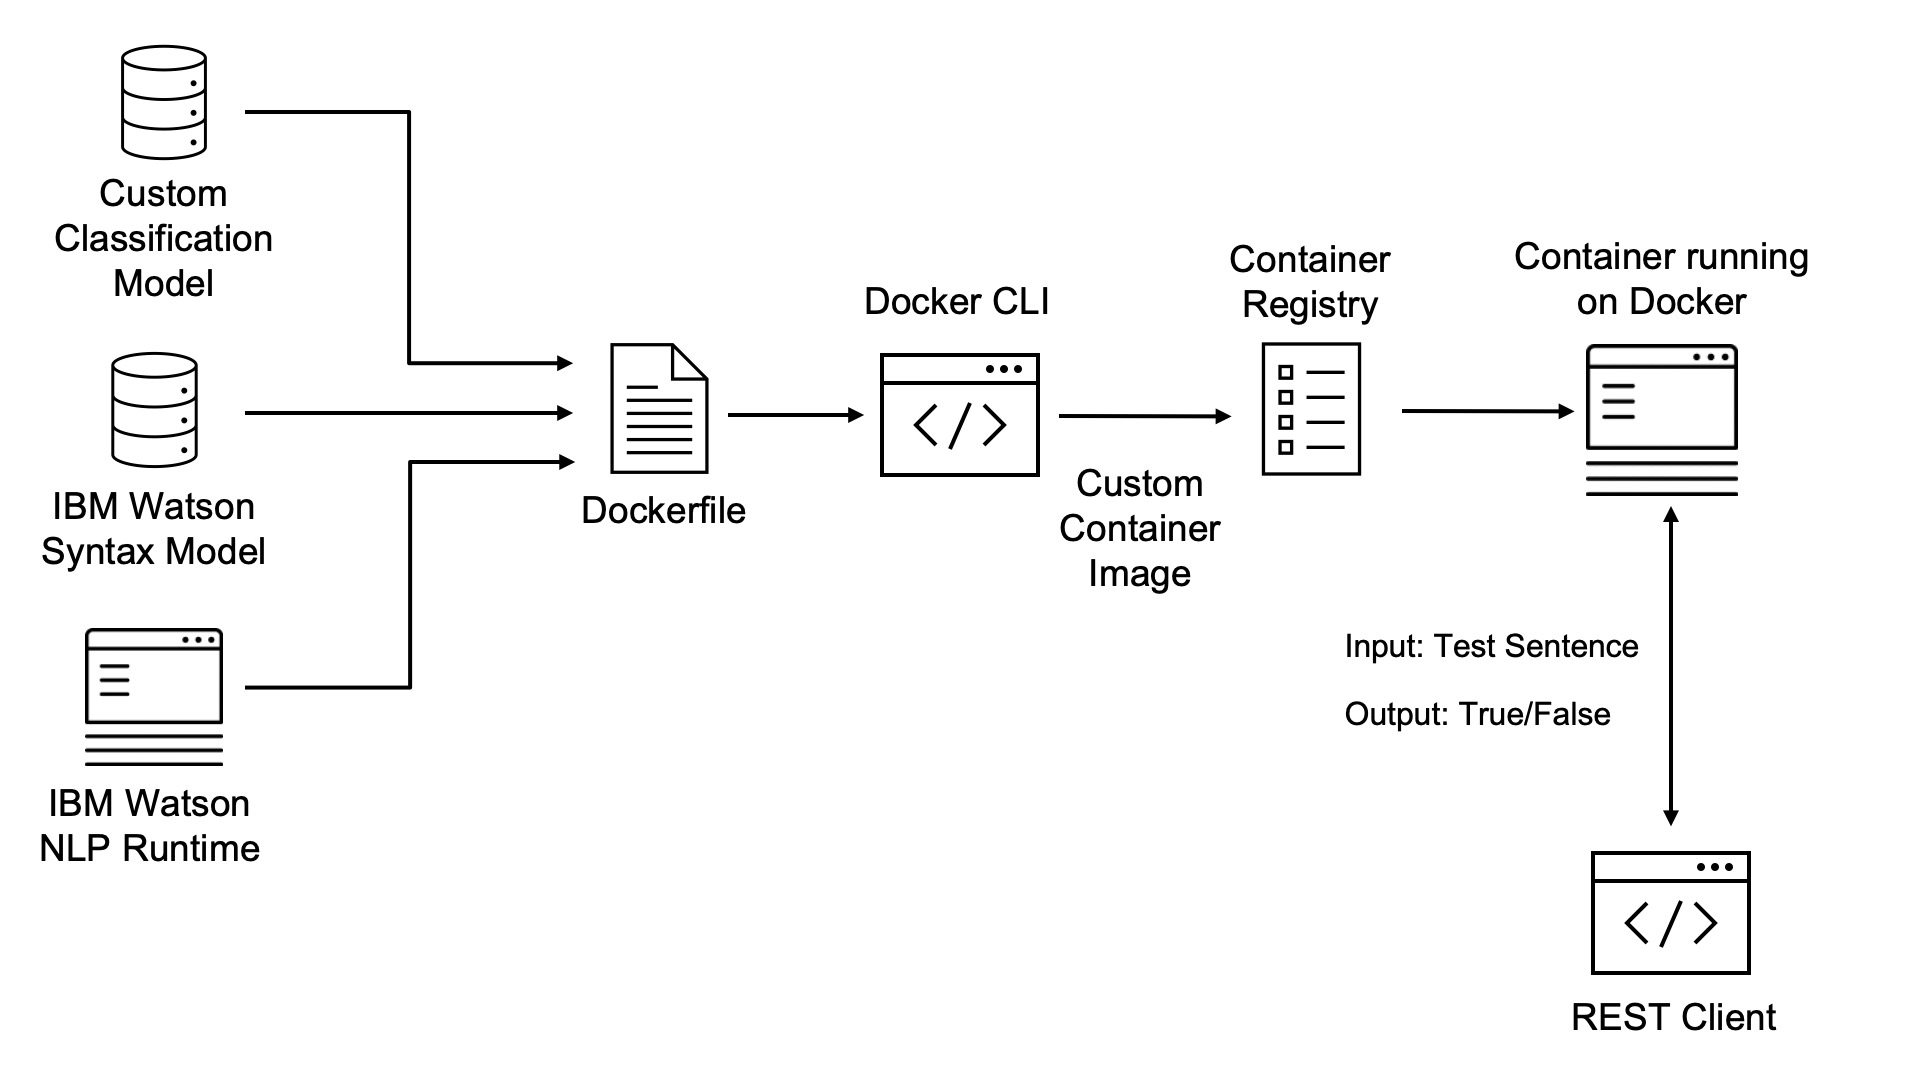 Custom
Classification
Model
IBM Watson
Syntax Model
IBM Watson
NLP Runtime
Dockerfile
Docker CLI
Custom
Container
Image
Container
Registry
Container running
on Docker
Input: Test Sentence
Output: True/False
REST Client